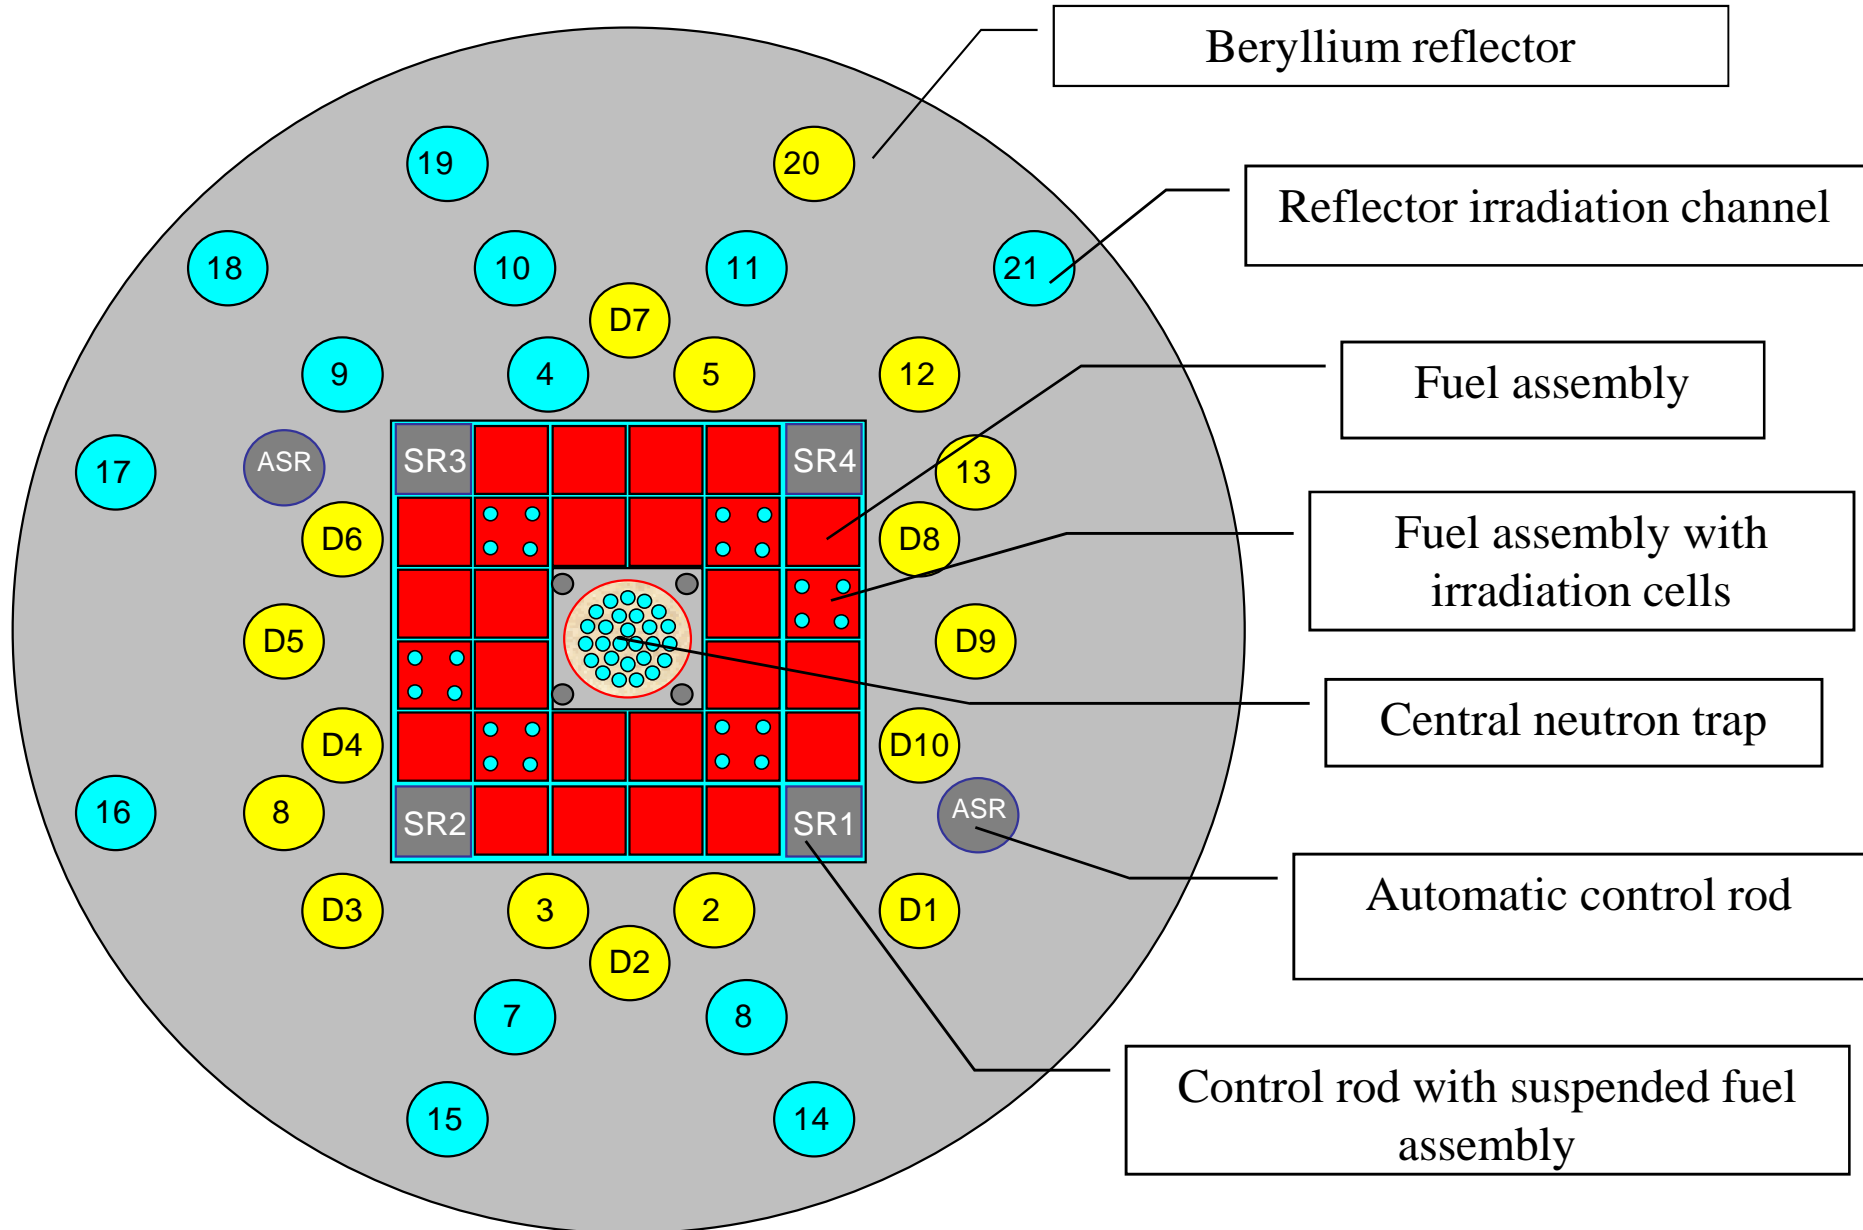 Beryllium reflector
19
20
Reflector irradiation channel
18
10
11
21
D7
9
4
5
12
Fuel assembly
17
ASR
SR3
SR4
13
D6
D8
Fuel assembly with
irradiation cells
D5
D9
Central neutron trap
D4
D10
16
8
SR2
SR1
ASR
Automatic control rod
D3
3
2
D1
D2
7
8
Control rod with suspended fuel
assembly
15
14